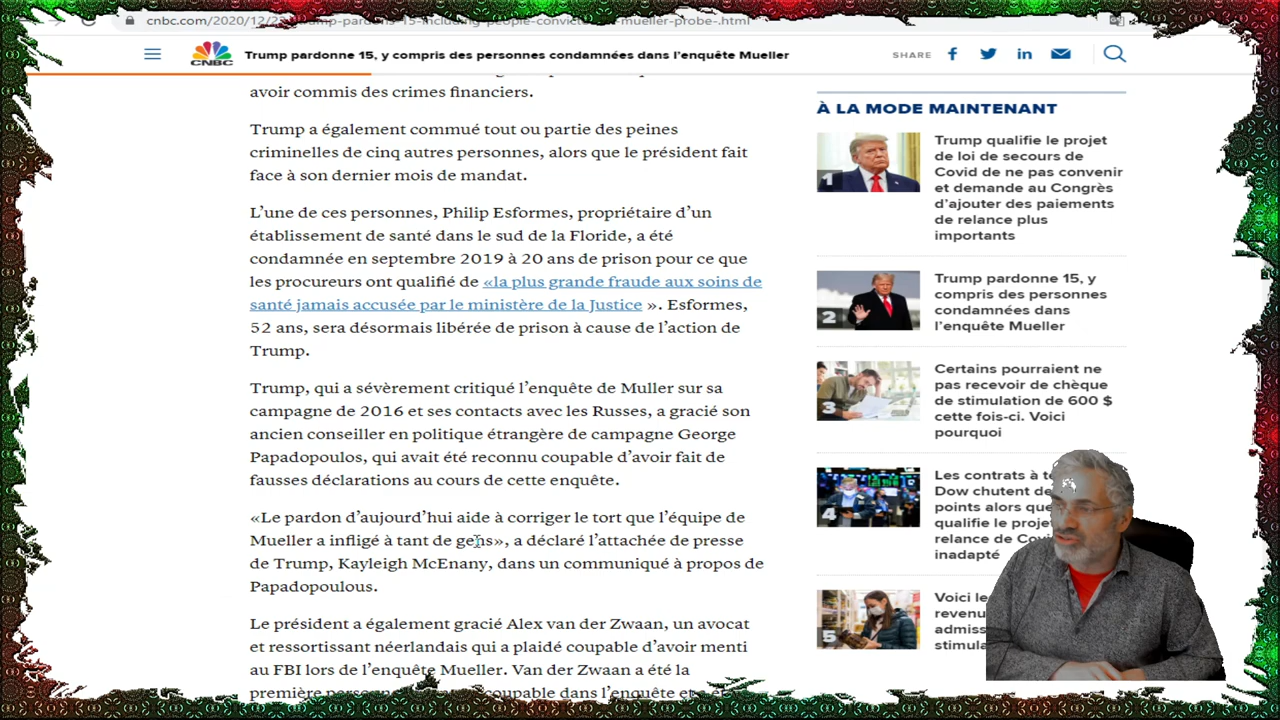 cnbc.com/2020/12/2
CNBC
Trump pardonne 15, y compris des personnes condamnées dans l'enquête Mueller
SHARE
avoir commis des crimes financiers.
Trump a également commué tout ou partie des peines
criminelles de cinq autres personnes, alors que le président fait
face à son dernier mois de mandat.
L'une de ces personnes, Philip Esformes, propriétaire d'un
établissement de santé dans le sud de la Floride, a été
condamnée en septembre 2019 à 20 ans de prison pour ce que
les procureurs ont qualifié de «la plus grande fraude aux soins de
santé jamais accusée par le ministère de la Justice ». Esformes,
52 ans, sera désormais libérée de prison à cause de l'action de
Trump.
Trump, qui a sévèrement critiqué l'enquête de Muller sur sa
campagne de 2016 et ses contacts avec les Russes, a gracié son
ancien conseiller en politique étrangère de campagne George
Papadopoulos, qui avait été reconnu coupable d'avoir fait de
fausses déclarations au cours de cette enquête.
«Le pardon d'aujourd'hui aide à corriger le tort que l'équipe de
Mueller a infligé à tant de gens», a déclaré l'attachée de presse
de Trump, Kayleigh McEnany, dans un communiqué à propos de
Papadopoulous.
Le président a également gracié Alex van der Zwaan, un avocat
et ressortissant néerlandais qui a plaidé coupable d'avoir menti
au FBI lors de l'enquête Mueller. Van der Zwaan a été la
coupable dans l'enquête
À LA MODE MAINTENANT
1
Trump qualifie le projet
de loi de secours de
Covid de ne pas convenir
et demande au Congrès
d'ajouter des paiements
de relance plus
importants
2
Trump pardonne 15, y
compris des personnes
condamnées dans
l'enquête Mueller
3
Certains pourraient ne
pas recevoir de chèque
de stimulation de 600 $
cette fois-ci. Voici
pourquoi
4
Les contrats à
Dow chutent de
points alors que
qualifie le projet
relance de
inadapté
5
Voici